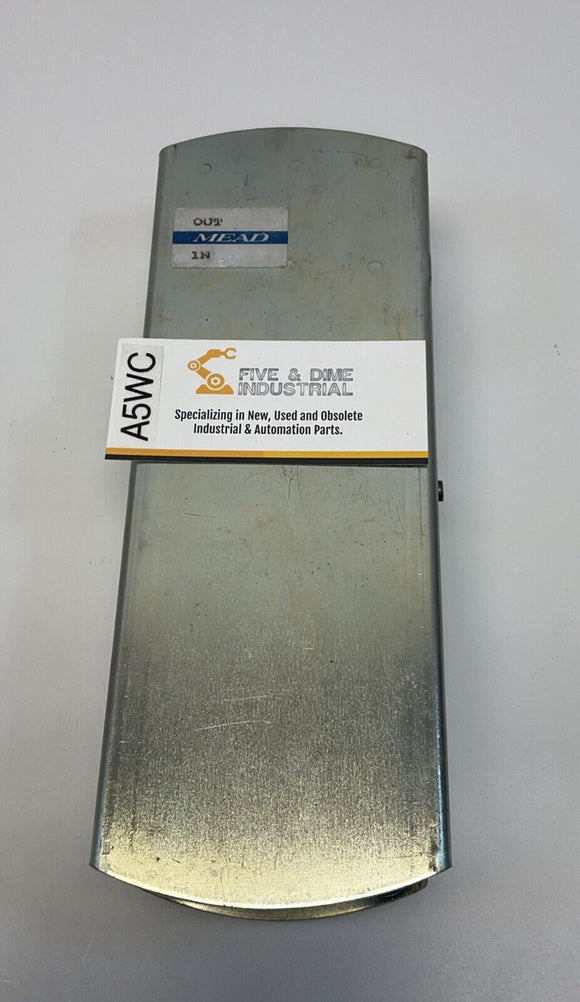 OUT
MEAD
IN
A5WC
FIVE & DIME
INDUSTRIAL
Specializing in New, Used and Obsolete
Industrial & Automation Parts.